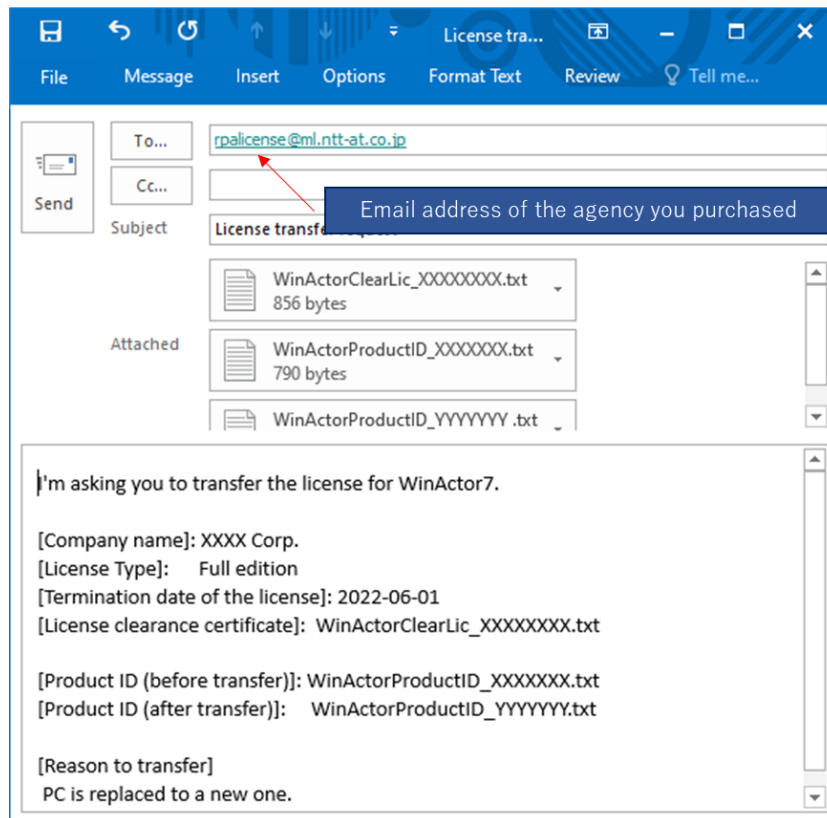 License tra...
File Message Insert Options Format Text Review Tell me...
Send
To... rpalicense@ml.ntt-at.co.jp
Cc...
Email address of the agency you purchased
Subject License transfer request
WinActorClearLic_XXXXXXXX.txt
856 bytes
Attached
WinActorProductID_XXXXXXX.txt
790 bytes
WinActorProductID_YYYYYYY .txt
I'm asking you to transfer the license for WinActor7.
[Company name]: XXXX Corp.
[License Type]: Full edition
[Termination date of the license]: 2022-06-01
[License clearance certificate]: WinActorClearLic_XXXXXXXX.txt
[Product ID (before transfer)]: WinActorProductID_XXXXXXX.txt
[Product ID (after transfer)]: WinActorProductID_YYYYYYY.txt
[Reason to transfer]
PC is replaced to a new one.